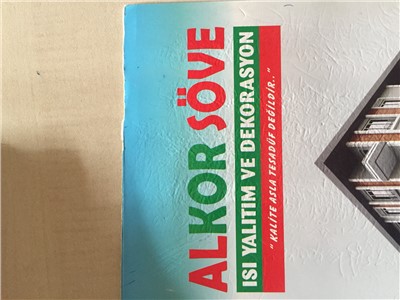 ALKOR SÖVE
ISI YALITIM VE DEKORASYON
" KALİTE ASLA TESADÜF DEĞİLDİR.. "